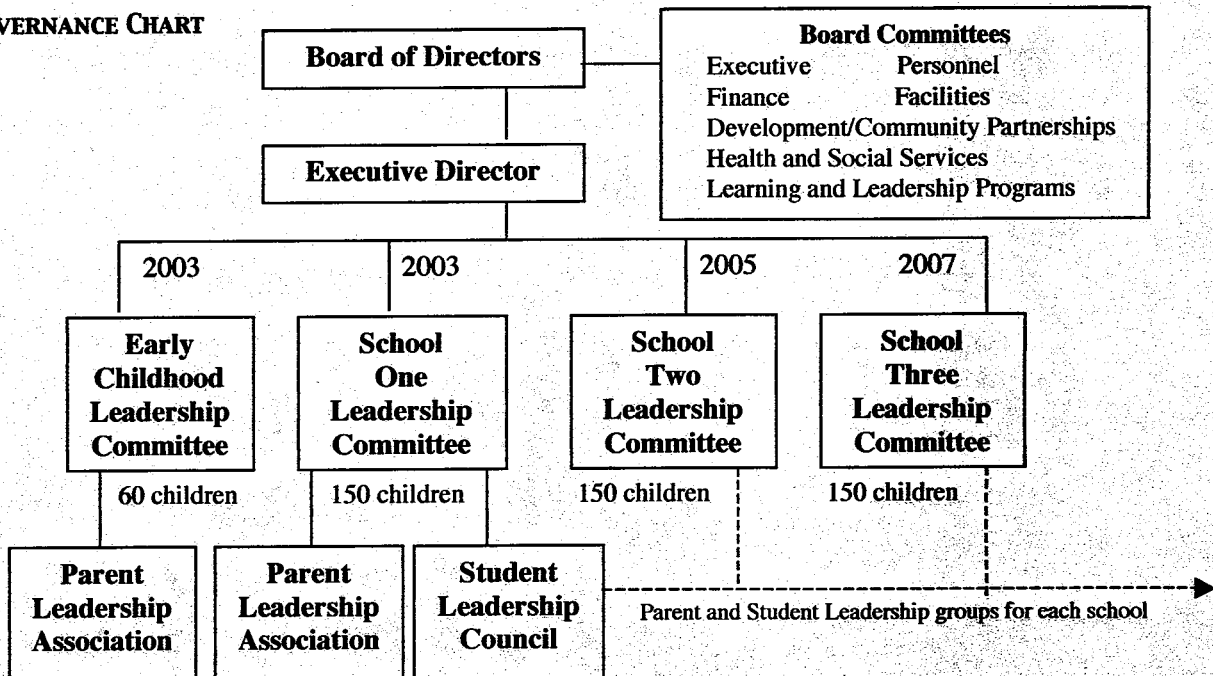 VERNANCE CHART
Board of Directors
Board Committees
Executive Personnel
Finance Facilities
Development/Community Partnerships
Health and Social Services
Learning and Leadership Programs
Executive Director
2003 2003 2005 2007
Early
Childhood
Leadership
Committee
School
One
Leadership
Committee
School
Two
Leadership
Committee
School
Three
Leadership
Committee
60 children 150 children 150 children 150 children
Parent
Leadership
Association
Parent
Leadership
Association
Student
Leadership
Council
Parent and Student Leadership groups for each school